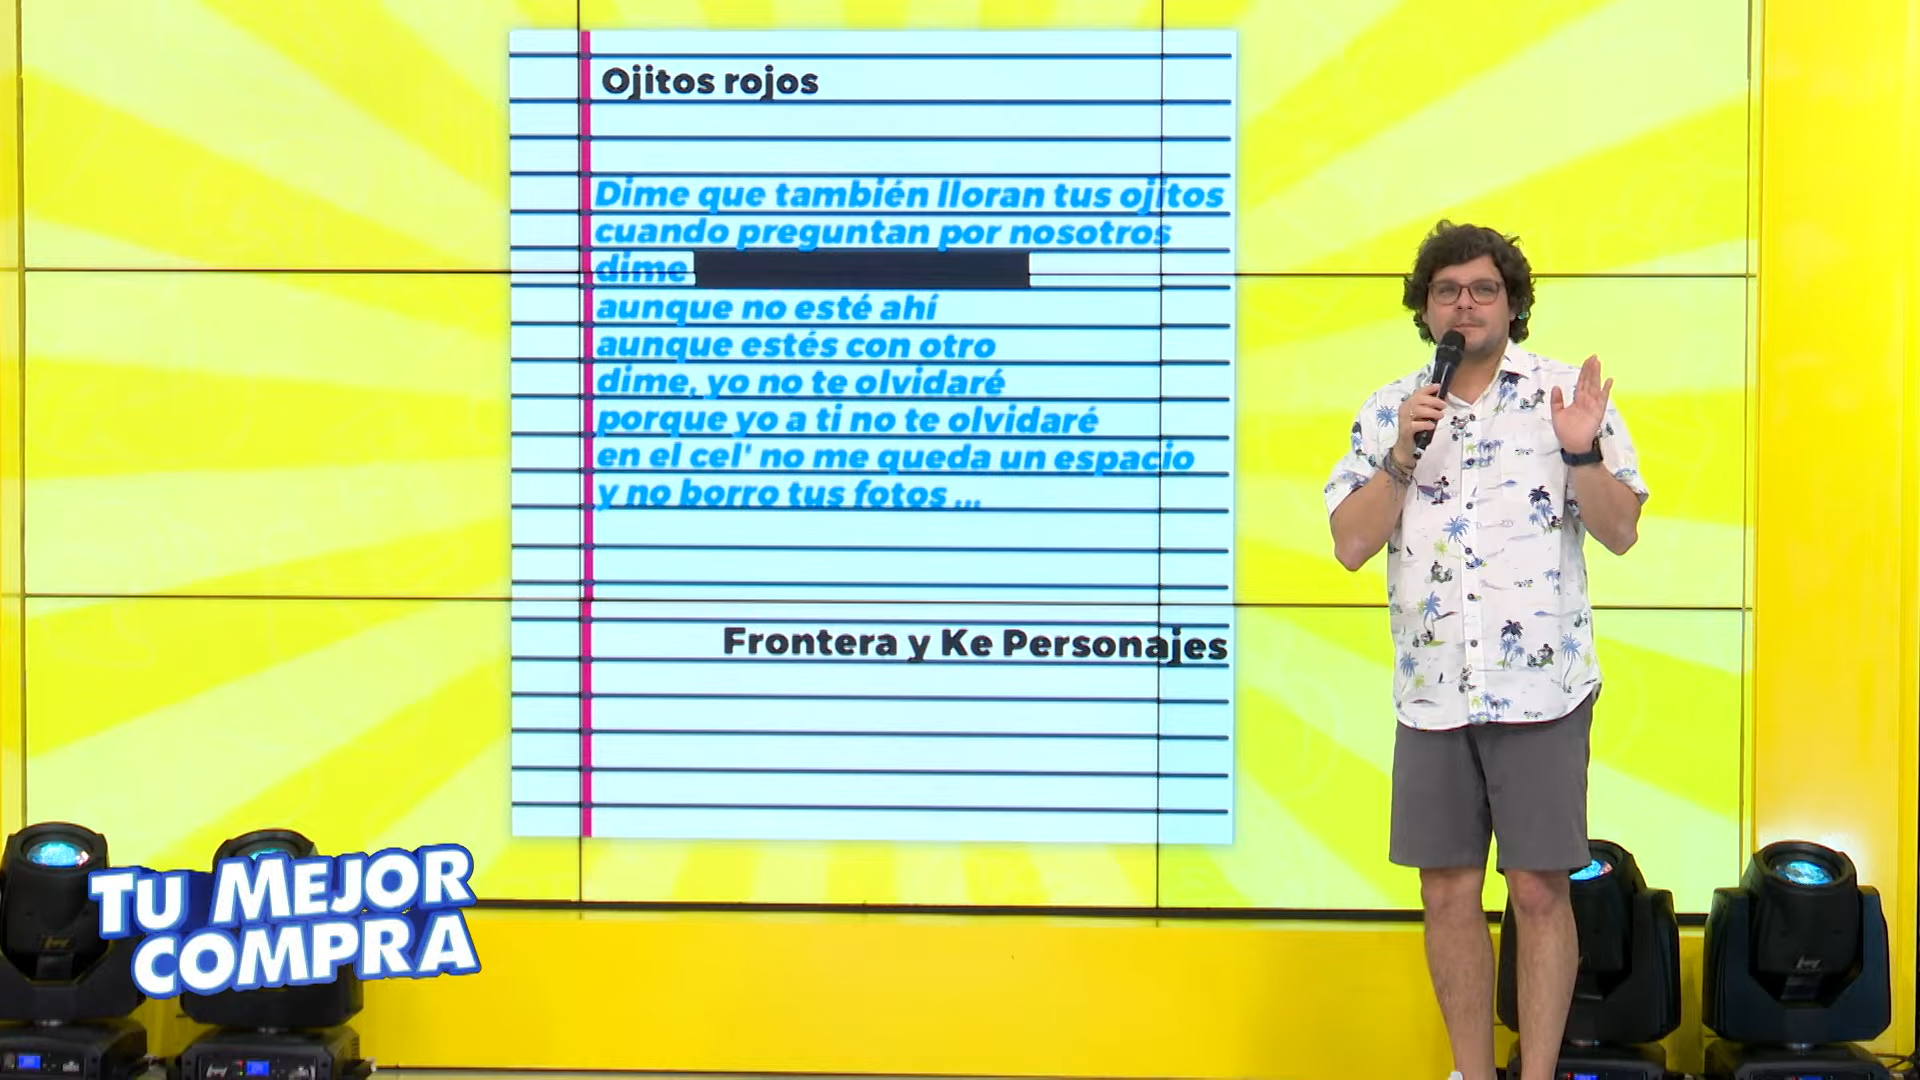 Ojitos rojos
Dime que también lloran tus ojitos
cuando preguntan por nosotros
dime
aunque no esté ahí
aunque estés con otro
dime, yo no te olvidaré
porque yo a ti no te olvidaré
en el cel' no me queda un espacio
y no borro tus fotos ...
Frontera y Ke Personajes
TU MEJOR
COMPRA